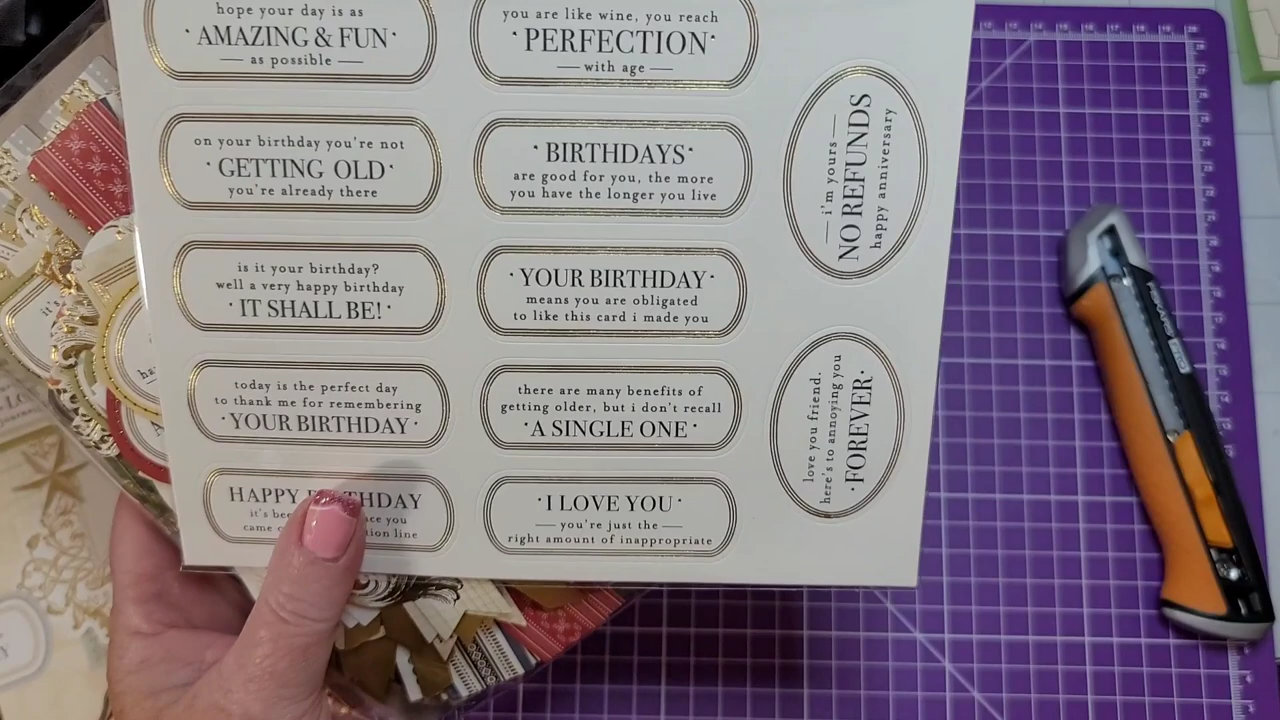 hope your day is as
AMAZING & FUN
as possible
you are like wine, you reach
PERFECTION
with age
on your birthday you're not
GETTING OLD
you're already there
BIRTHDAYS
are good for you, the more
you have the longer you live
is it your birthday?
well a very happy birthday
IT SHALL BE!
YOUR BIRTHDAY
means you are obligated
to like this card i made you
today is the perfect day
to thank me for remembering
YOUR BIRTHDAY
there are many benefits of
getting older, but i don't recall
A SINGLE ONE
HAPPY BIRTHDAY
it's you
came line
I LOVE YOU
you're just the
right amount of inappropriate
i'm yours
NO REFUNDS
happy anniversary
love you friend.
here's to annoying you
FOREVER.
FISKARS PRO
it's